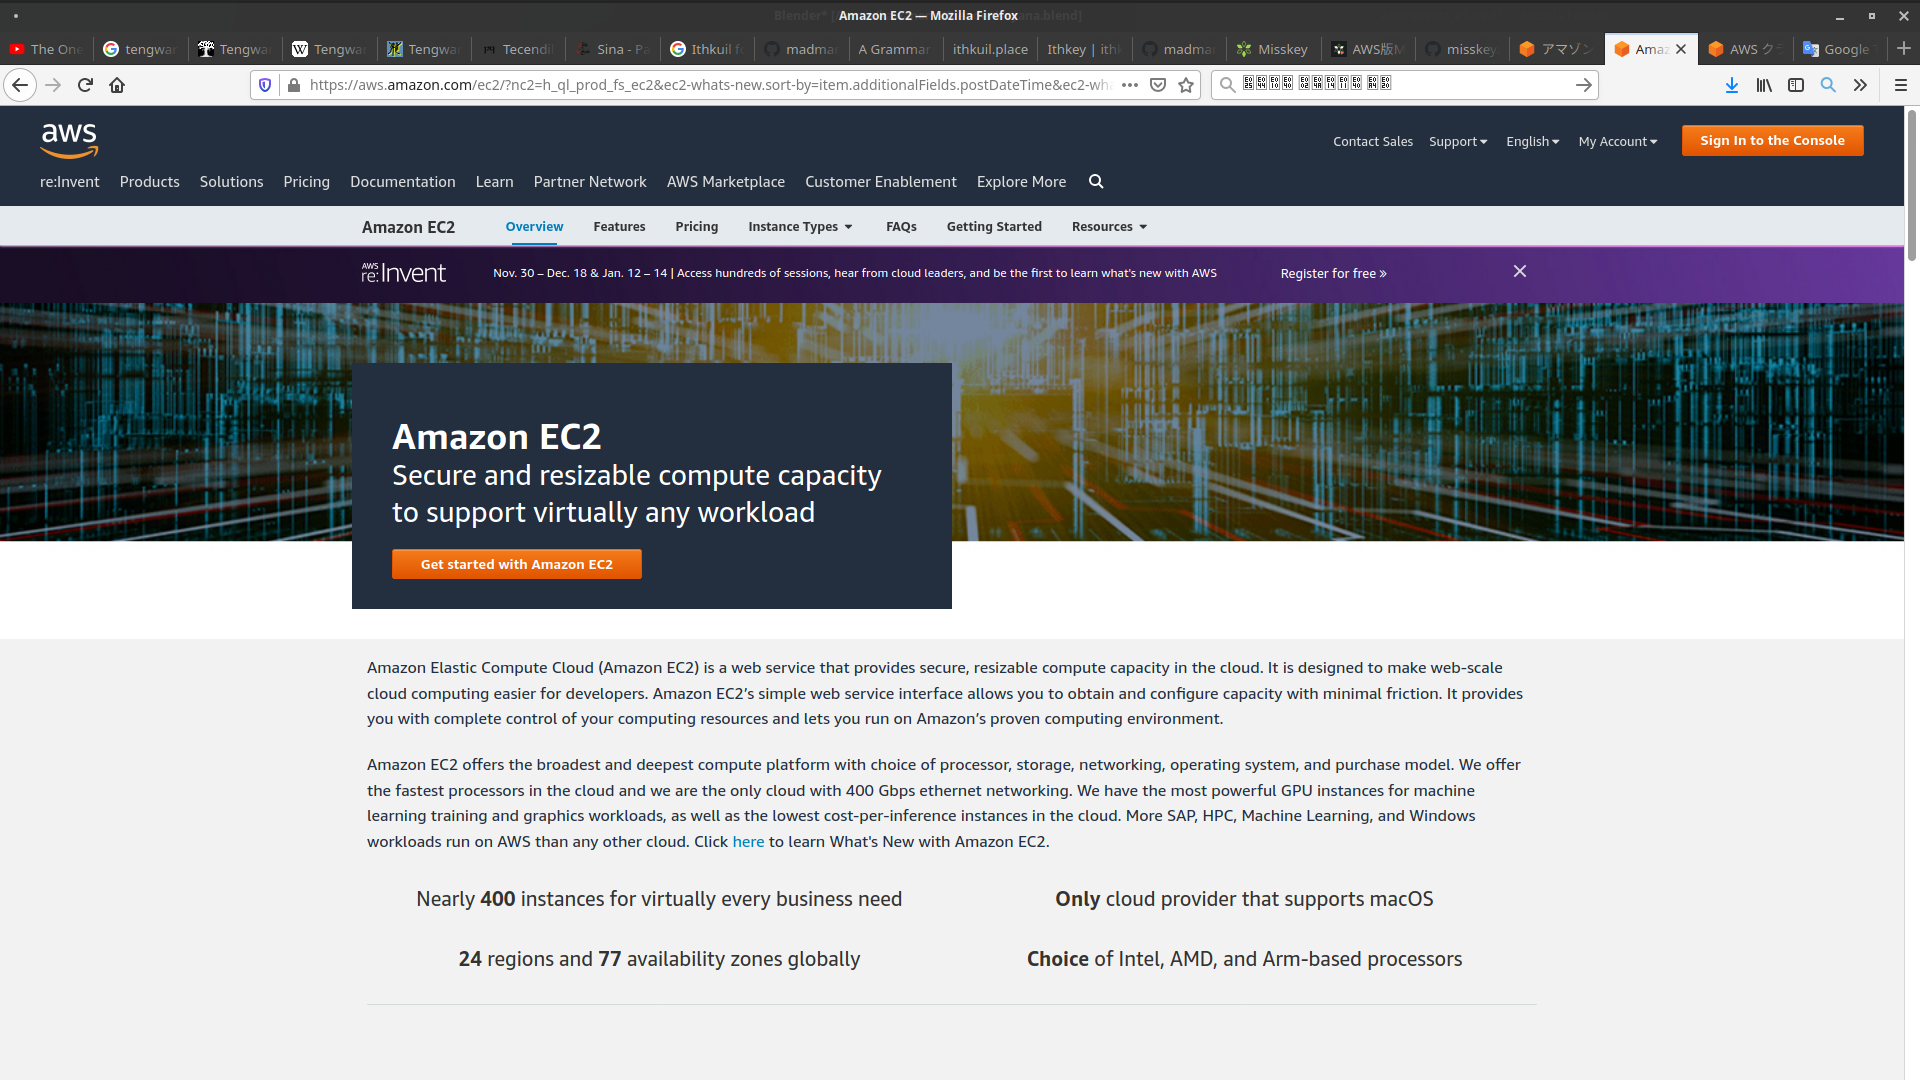 Amazon EC2 — Mozilla Firefox
The One
tengwar
Tengwar
Tengwar
Tengwar
Tecendil
Sina - Pa
Ithkuil f
madma
A Grammar
ithkuil.place
Ithkey | ithk
madma
Misskey
AWS版M
misskey
アマゾン
Amaz
AWS ク
Google
https://aws.amazon.com/ec2/?nc2=h_ql_prod_fs_ec2&ec2-whats-new.sort-by=item.additionalFields.postDateTime&ec2-wh
aws
Contact Sales Support English My Account Sign In to the Console
re:Invent Products Solutions Pricing Documentation Learn Partner Network AWS Marketplace Customer Enablement Explore More
Amazon EC2 Overview Features Pricing Instance Types FAQs Getting Started Resources
AWS re:Invent Nov. 30 – Dec. 18 & Jan. 12 – 14 | Access hundreds of sessions, hear from cloud leaders, and be the first to learn what's new with AWS Register for free »
Amazon EC2
Secure and resizable compute capacity
to support virtually any workload
Get started with Amazon EC2
Amazon Elastic Compute Cloud (Amazon EC2) is a web service that provides secure, resizable compute capacity in the cloud. It is designed to make web-scale
cloud computing easier for developers. Amazon EC2’s simple web service interface allows you to obtain and configure capacity with minimal friction. It provides
you with complete control of your computing resources and lets you run on Amazon’s proven computing environment.
Amazon EC2 offers the broadest and deepest compute platform with choice of processor, storage, networking, operating system, and purchase model. We offer
the fastest processors in the cloud and we are the only cloud with 400 Gbps ethernet networking. We have the most powerful GPU instances for machine
learning training and graphics workloads, as well as the lowest cost-per-inference instances in the cloud. More SAP, HPC, Machine Learning, and Windows
workloads run on AWS than any other cloud. Click here to learn What's New with Amazon EC2.
Nearly 400 instances for virtually every business need
Only cloud provider that supports macOS
24 regions and 77 availability zones globally
Choice of Intel, AMD, and Arm-based processors